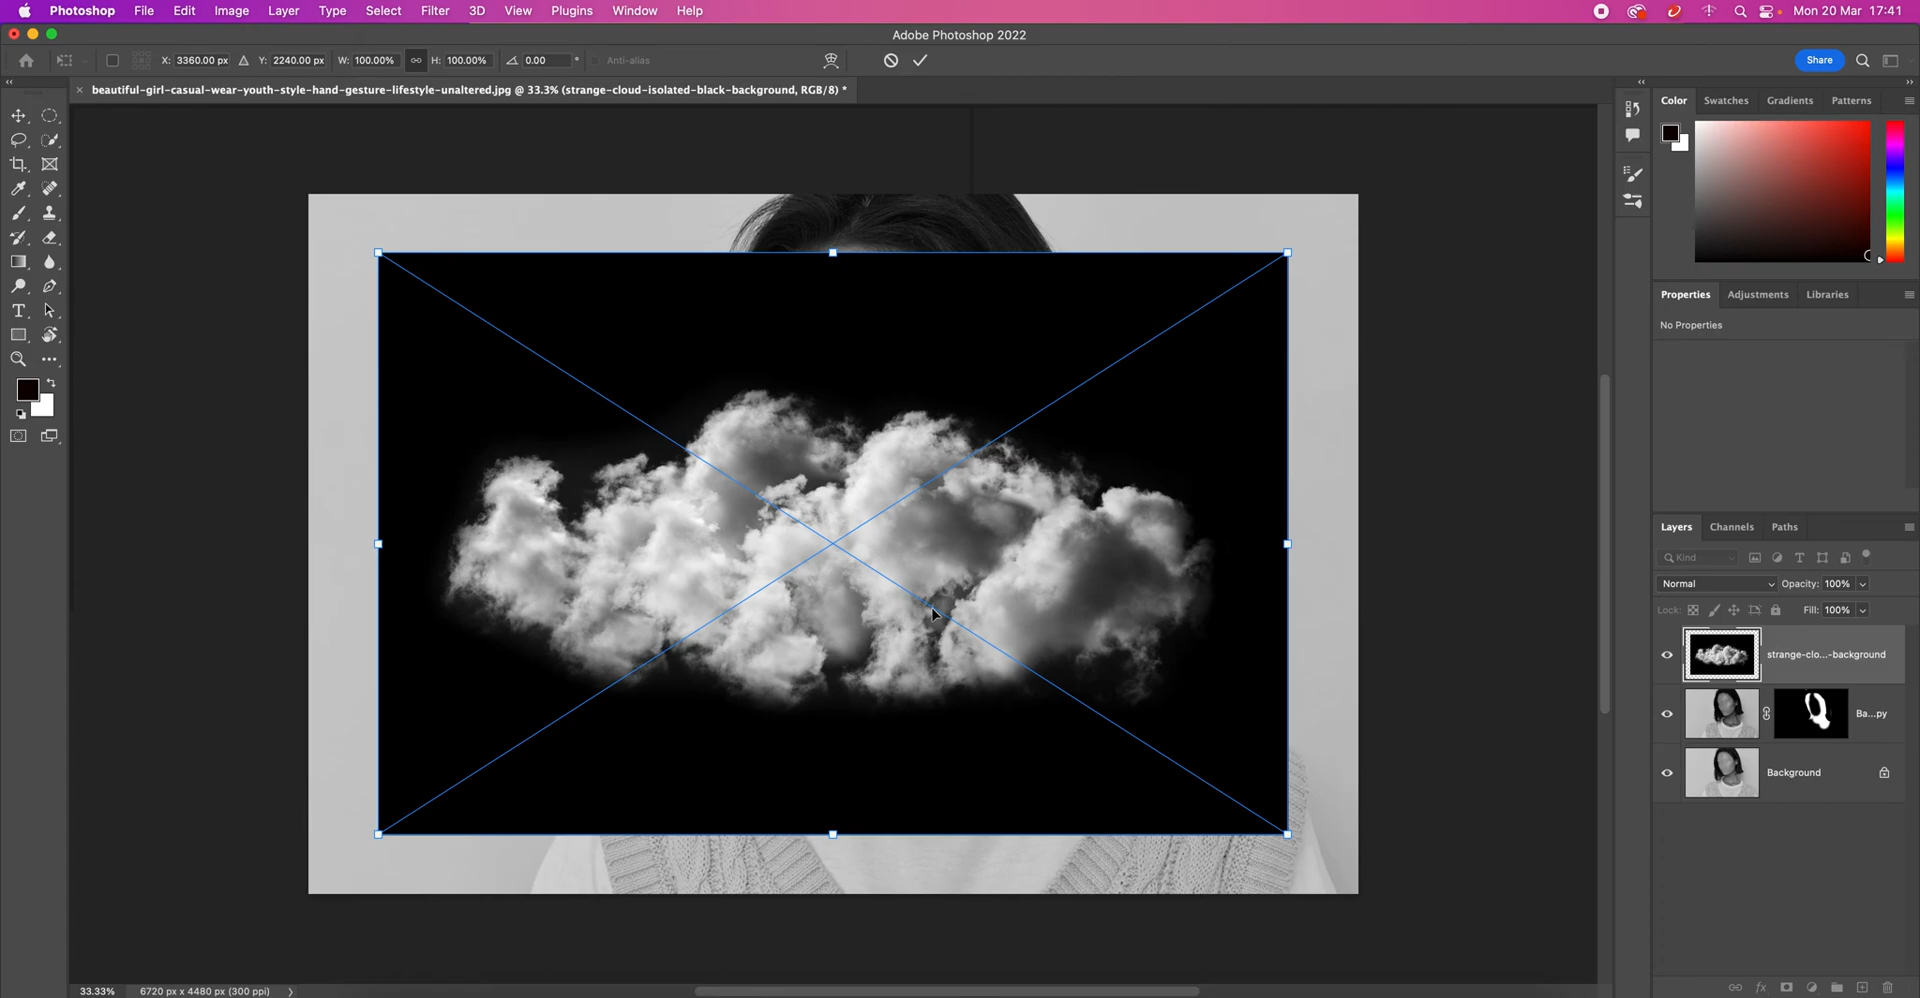 Photoshop File Edit Image Layer Type Select Filter 3D View Plugins Window Help Mon 20 Mar 17:41
Adobe Photoshop 2022
X: 3360.00 px Y: 2240.00 px W: 100.00% H: 100.00% 0.00 ° Anti-alias Share
× beautiful-girl-casual-wear-youth-style-hand-gesture-lifestyle-unaltered.jpg @ 33.3% (strange-cloud-isolated-black-background, RGB/8) *
Color Swatches Gradients Patterns
Properties Adjustments Libraries
No Properties
Layers Channels Paths
Kind
Normal Opacity: 100%
Lock: Fill: 100%
strange-clo...-background
Ba...py
Background
33.33% 6720 px x 4480 px (300 ppi)